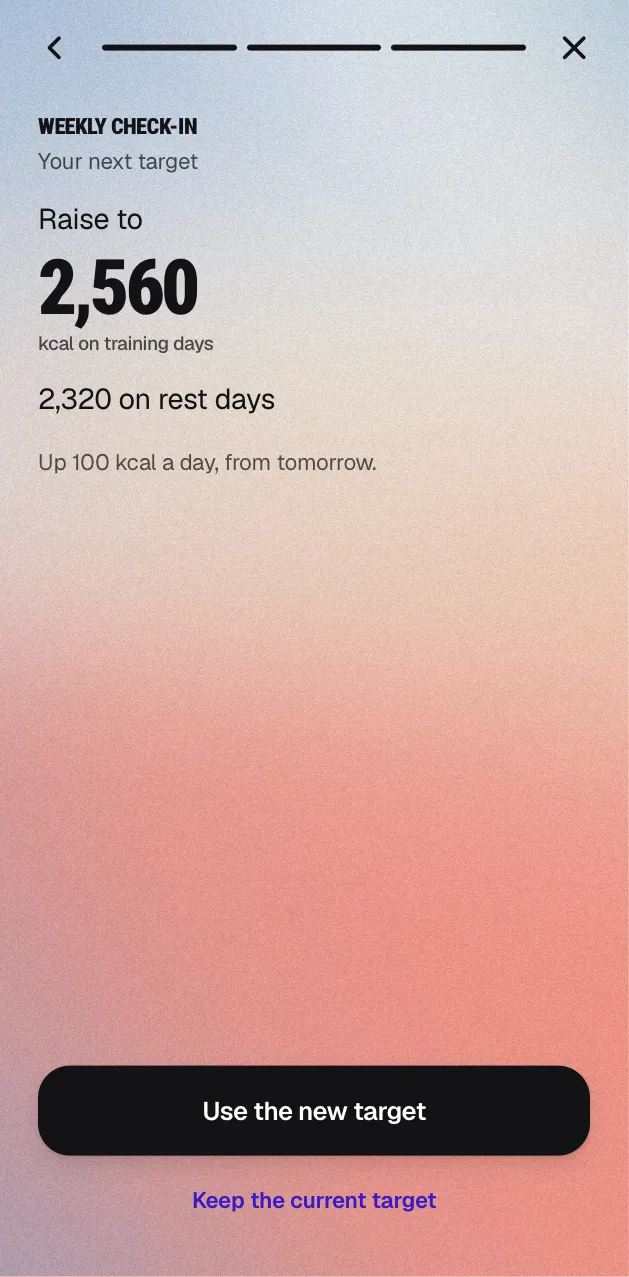 WEEKLY CHECK-IN
Your next target
Raise to
2,560
kcal on training days
2,320 on rest days
Up 100 kcal a day, from tomorrow.
Use the new target
Keep the current target